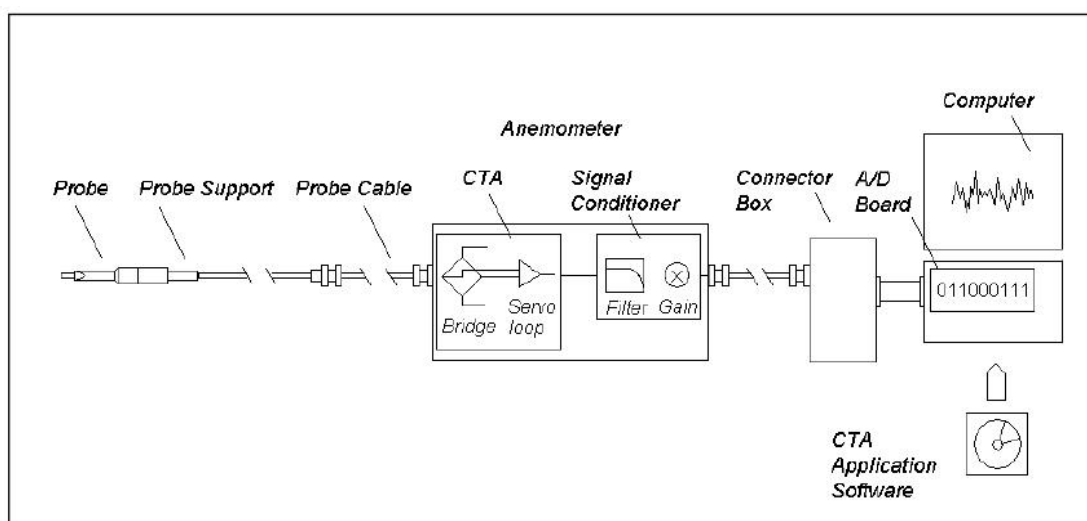 Computer
Anemometer
Probe
Probe Support
Probe Cable
CTA
Signal
Conditioner
Connector
Box
A/D
Board
011000111
Bridge
Servo
loop
Filter
Gain
CTA
Application
Software